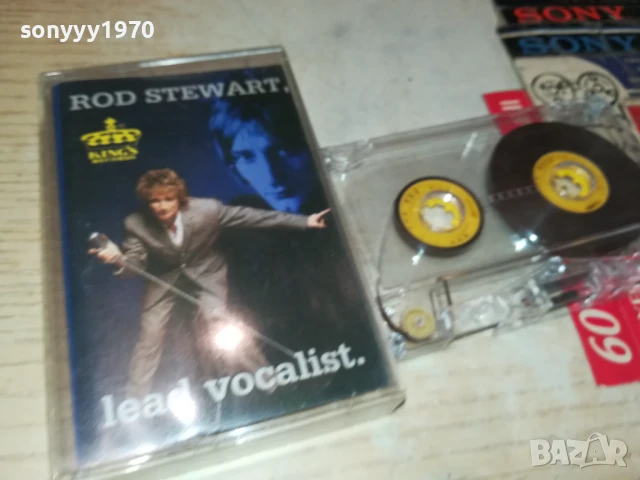 sonyyy1970
ROD STEWART.
KING'S
lead vocalist.
SONY
SONY
60
BAZAR